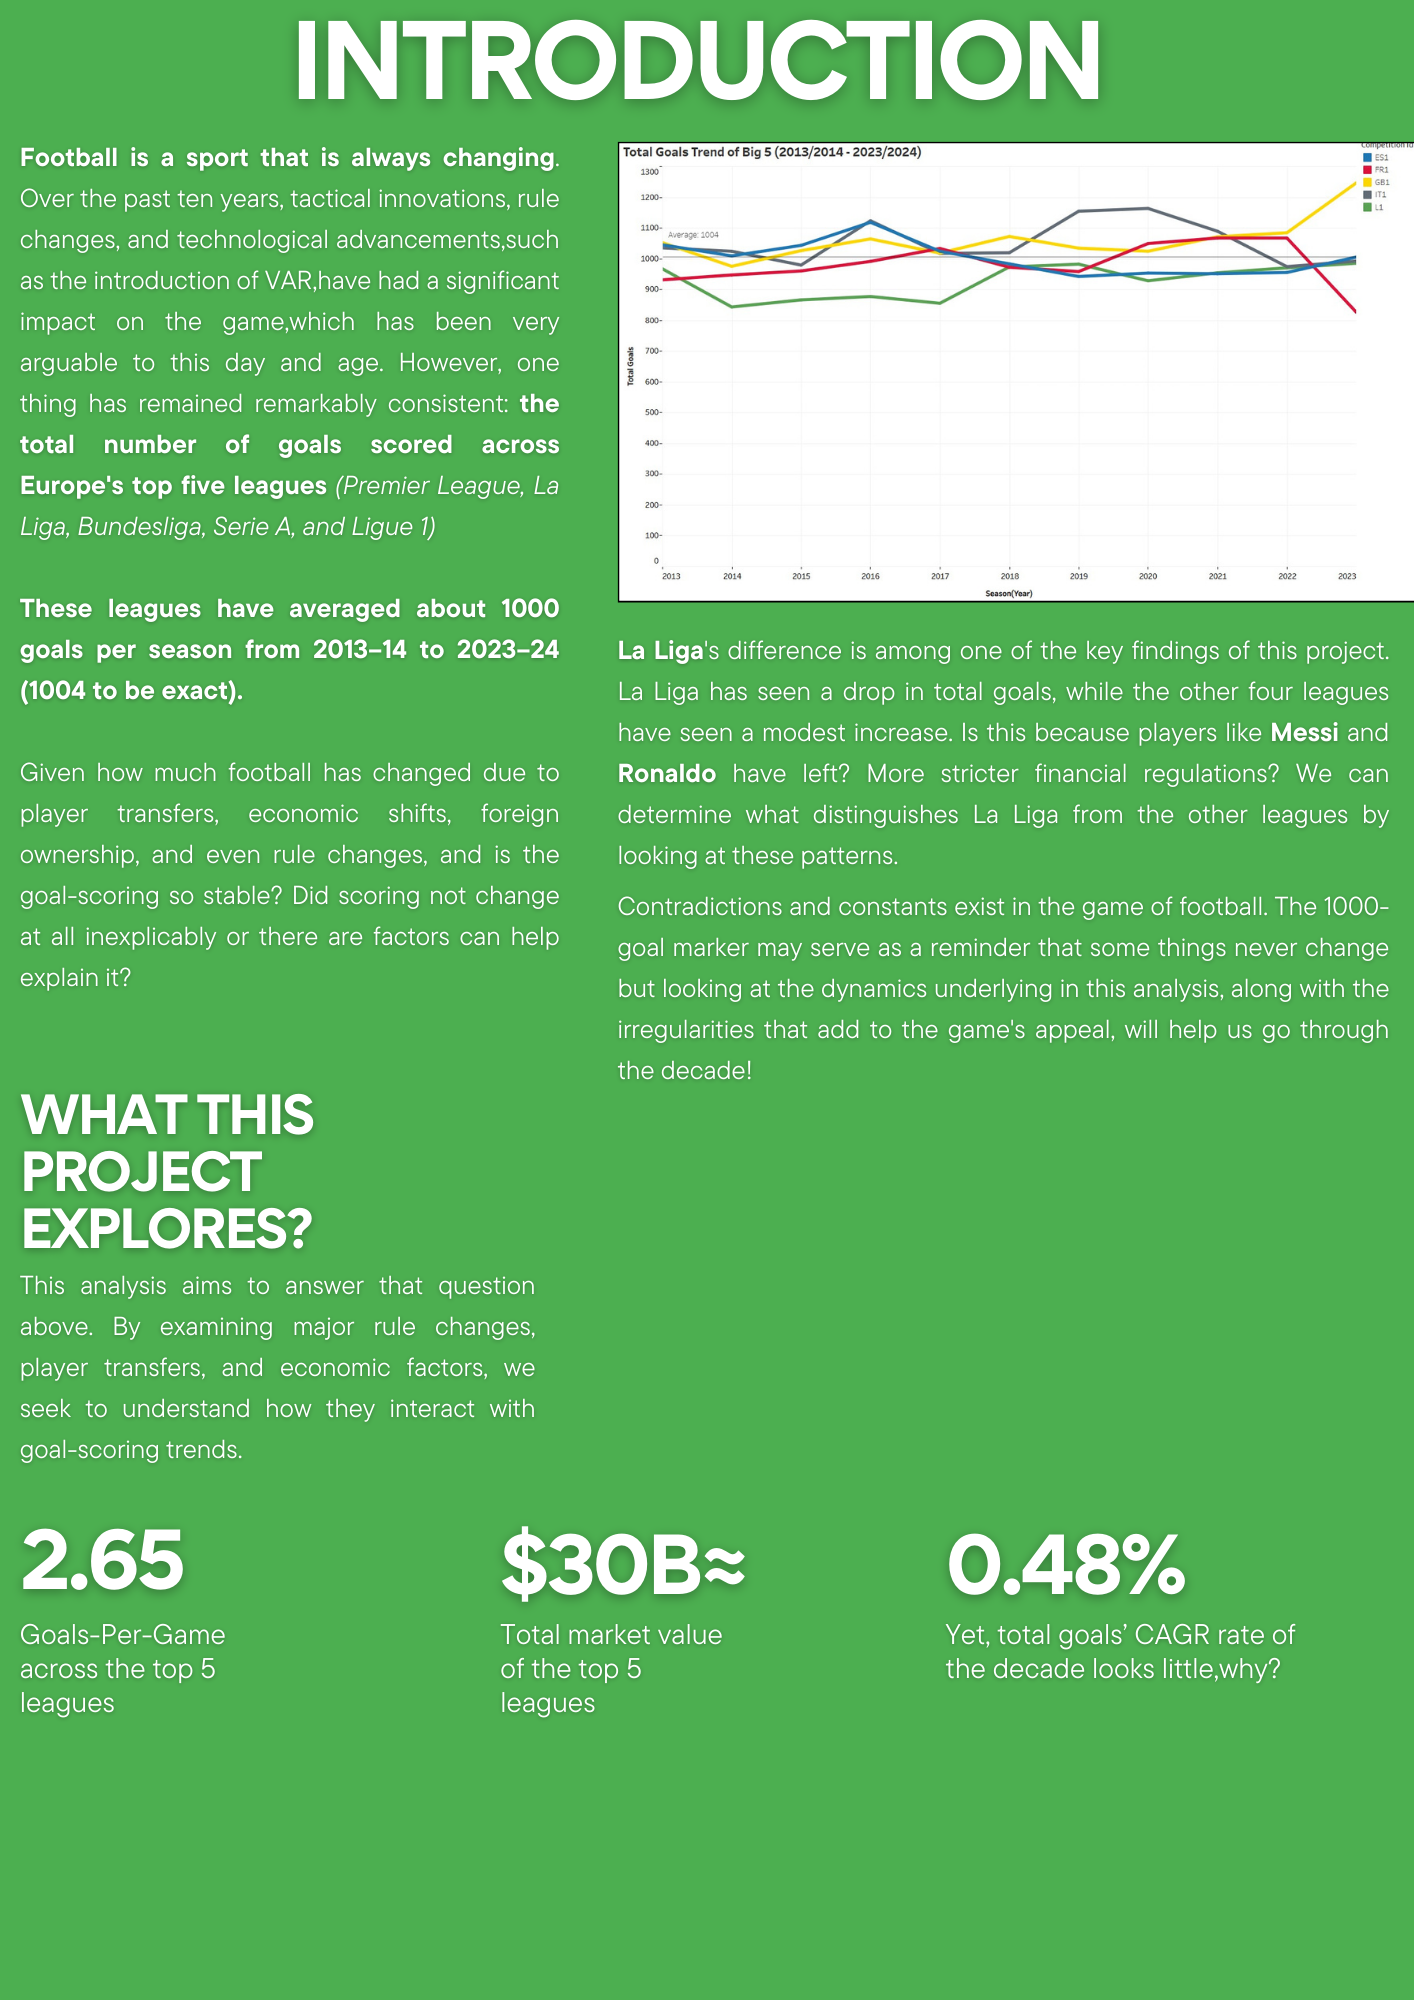 INTRODUCTION
Football is a sport that is always changing.
Over the past ten years, tactical innovations, rule
changes, and technological advancements,such
as the introduction of VAR,have had a significant
impact on the game,which has been very
arguable to this day and age. However, one
thing has remained remarkably consistent: the
total number of goals scored across
Europe's top five leagues (Premier League, La
Liga, Bundesliga, Serie A, and Ligue 1)
These leagues have averaged about 1000
goals per season from 2013–14 to 2023–24
(1004 to be exact).
Given how much football has changed due to
player transfers, economic shifts, foreign
ownership, and even rule changes, and is the
goal-scoring so stable? Did scoring not change
at all inexplicably or there are factors can help
explain it?
Total Goals Trend of Big 5 (2013/2014 - 2023/2024)
Competition Id
ES1
FR1
GB1
IT1
L1
Average: 1004
1300
1200
1100
1000
900
800
700
600
500
400
300
200
100
0
Total Goals
2013 2014 2015 2016 2017 2018 2019 2020 2021 2022 2023
Season(Year)
La Liga's difference is among one of the key findings of this project.
La Liga has seen a drop in total goals, while the other four leagues
have seen a modest increase. Is this because players like Messi and
Ronaldo have left? More stricter financial regulations? We can
determine what distinguishes La Liga from the other leagues by
looking at these patterns.
Contradictions and constants exist in the game of football. The 1000-
goal marker may serve as a reminder that some things never change
but looking at the dynamics underlying in this analysis, along with the
irregularities that add to the game's appeal, will help us go through
the decade!
WHAT THIS
PROJECT
EXPLORES?
This analysis aims to answer that question
above. By examining major rule changes,
player transfers, and economic factors, we
seek to understand how they interact with
goal-scoring trends.
2.65
Goals-Per-Game
across the top 5
leagues
$30B≈
Total market value
of the top 5
leagues
0.48%
Yet, total goals’ CAGR rate of
the decade looks little,why?